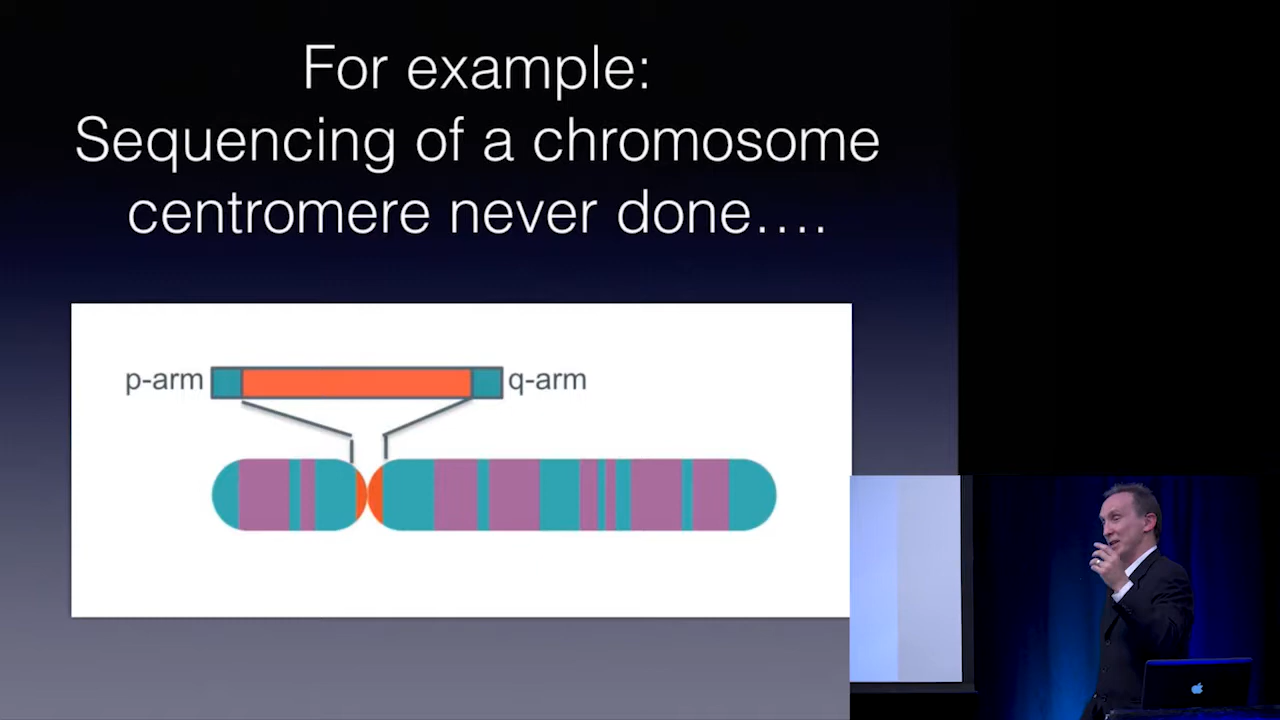 For example:
Sequencing of a chromosome
centromere never done....
p-arm
q-arm